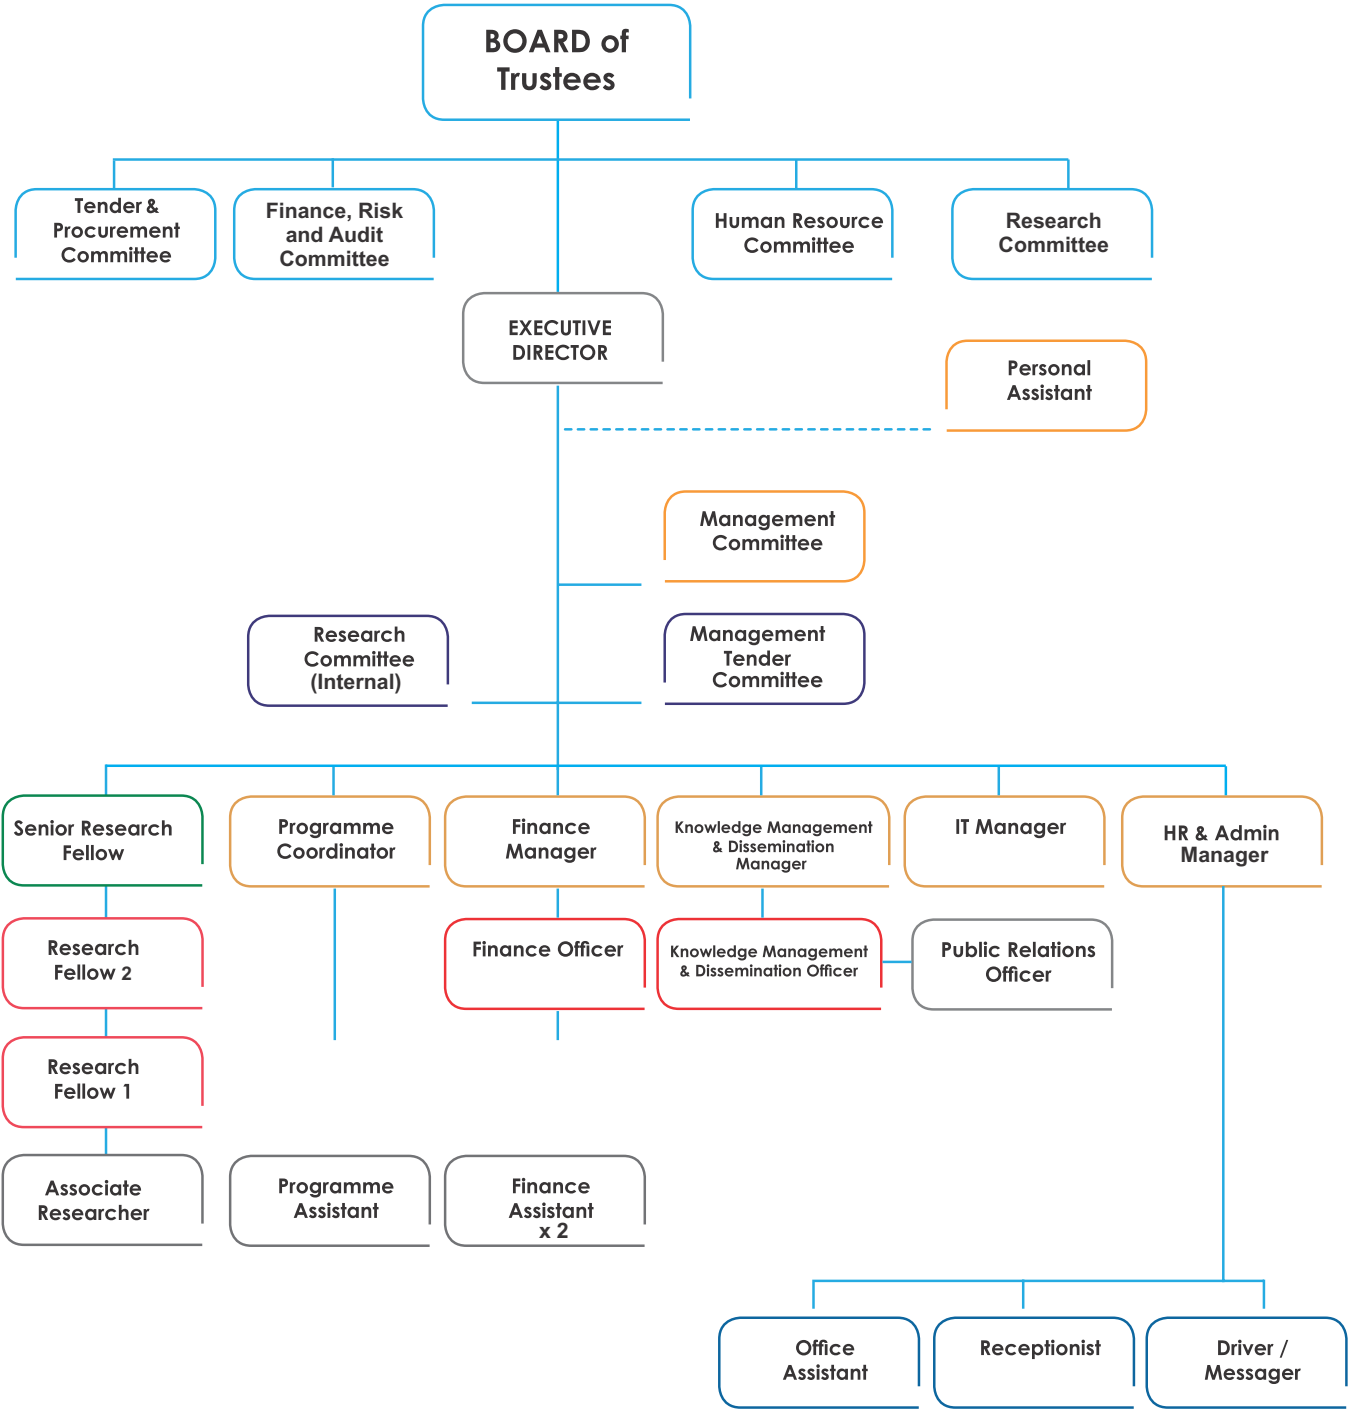 BOARD of
Trustees
Tender &
Procurement
Committee
Finance, Risk
and Audit
Committee
Human Resource
Committee
Research
Committee
EXECUTIVE
DIRECTOR
Personal
Assistant
Management
Committee
Research
Committee
(Internal)
Management
Tender
Committee
Senior Research
Fellow
Programme
Coordinator
Finance
Manager
Knowledge Management
& Dissemination
Manager
IT Manager
HR & Admin
Manager
Research
Fellow 2
Finance Officer
Knowledge Management
& Dissemination Officer
Public Relations
Officer
Research
Fellow 1
Associate
Researcher
Programme
Assistant
Finance
Assistant
x 2
Office
Assistant
Receptionist
Driver /
Messager